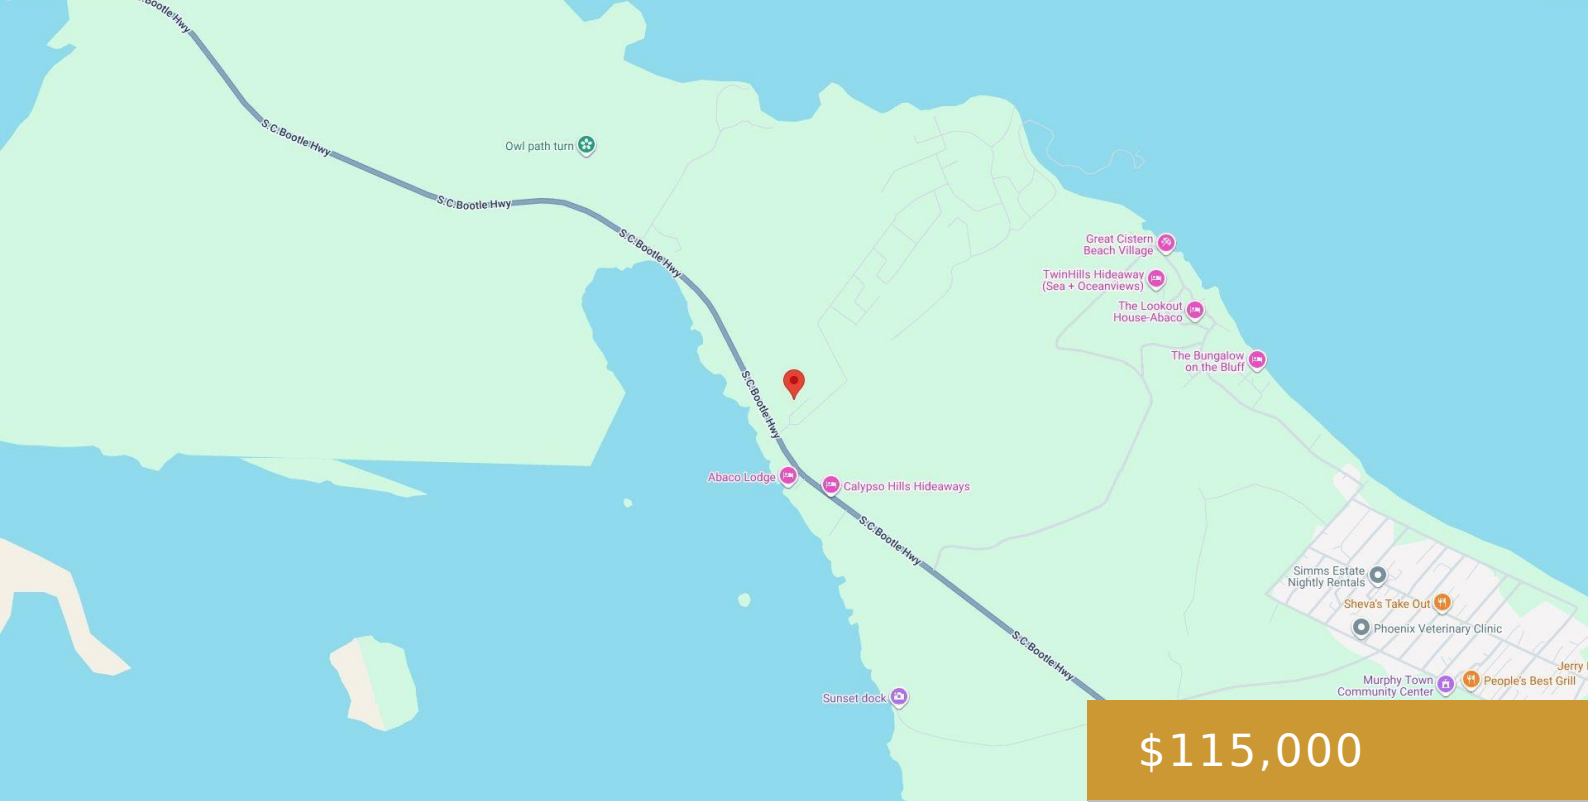 S.C.Bootle Hwy
S.C.Bootle Hwy
S.C.Bootle Hwy
Owl path turn
S.C.Bootle Hwy
Great Cistern
Beach Village
TwinHills Hideaway
(Sea + Oceanviews)
The Lookout
House-Abaco
The Bungalow
on the Bluff
S.C.Bootle Hwy
Abaco Lodge
Calypso Hills Hideaways
S.C.Bootle Hwy
Simms Estate
Nightly Rentals
Sheva's Take Out
Phoenix Veterinary Clinic
S.C.Bootle Hwy
Jerry
Murphy Town
Community Center
People's Best Grill
Sunset dock
$115,000